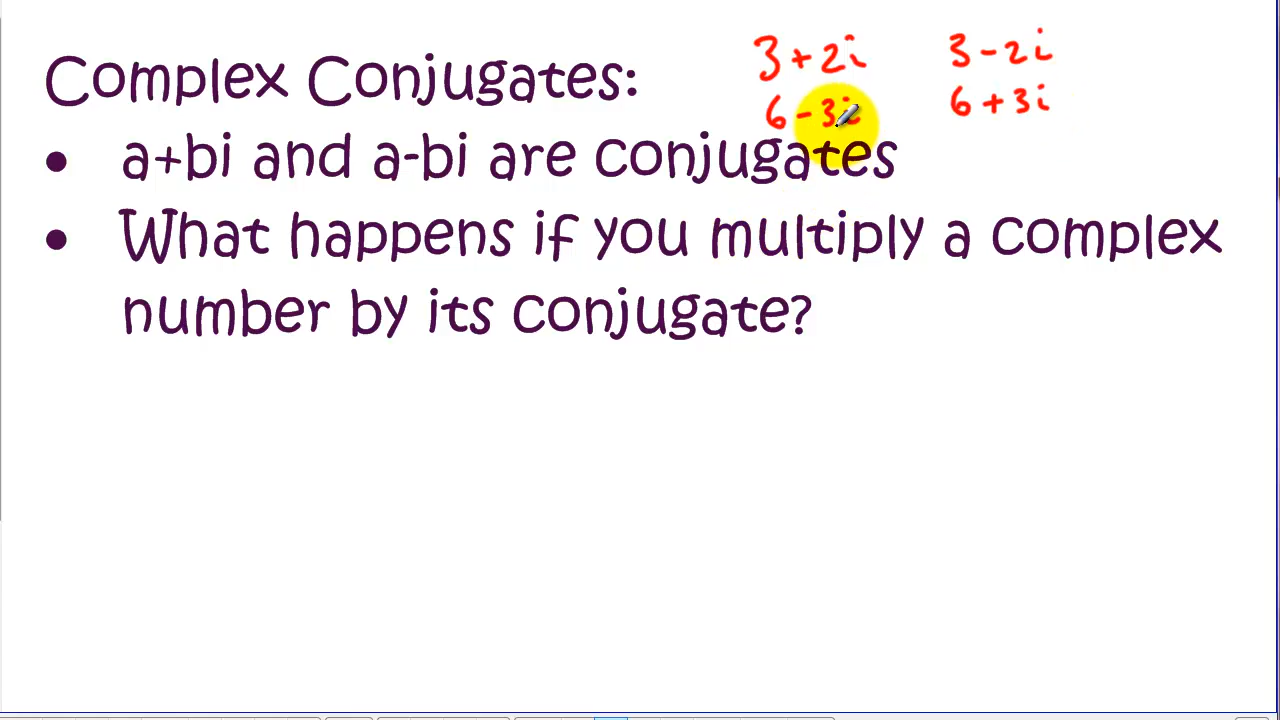 Complex Conjugates:
3+2i 3-2i
6-3i 6+3i
• a+bi and a-bi are conjugates
• What happens if you multiply a complex
number by its conjugate?